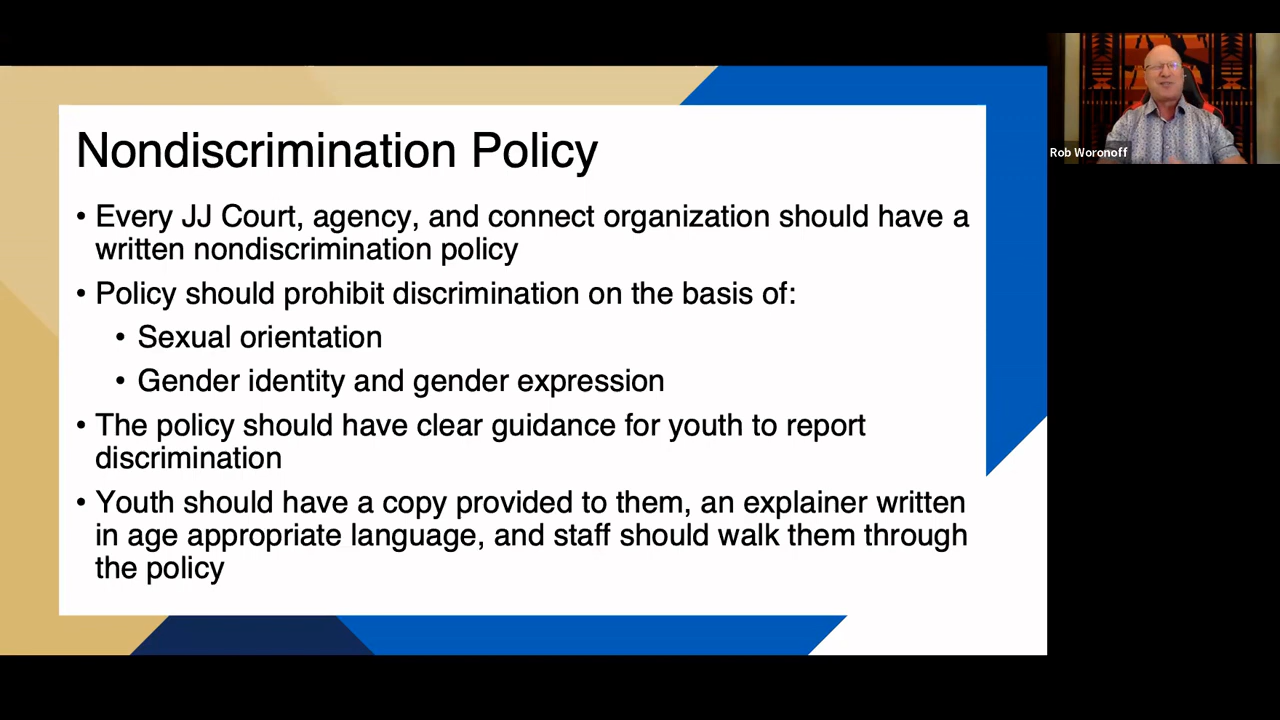 Nondiscrimination Policy
• Every JJ Court, agency, and connect organization should have a
written nondiscrimination policy
• Policy should prohibit discrimination on the basis of:
• Sexual orientation
• Gender identity and gender expression
• The policy should have clear guidance for youth to report
discrimination
• Youth should have a copy provided to them, an explainer written
in age appropriate language, and staff should walk them through
the policy
Rob Woronoff